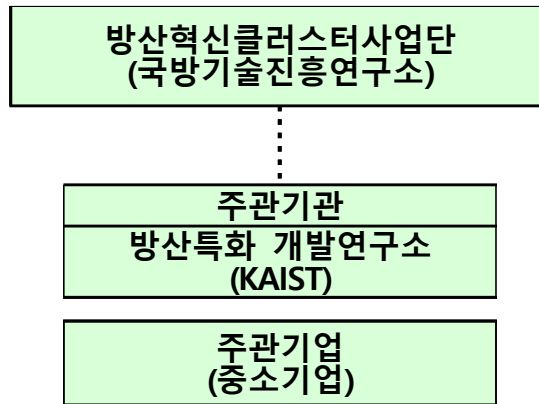 방산혁신클러스터사업단
(국방기술진흥연구소)
주관기관
방산특화 개발연구소
(KAIST)
주관기업
(중소기업)